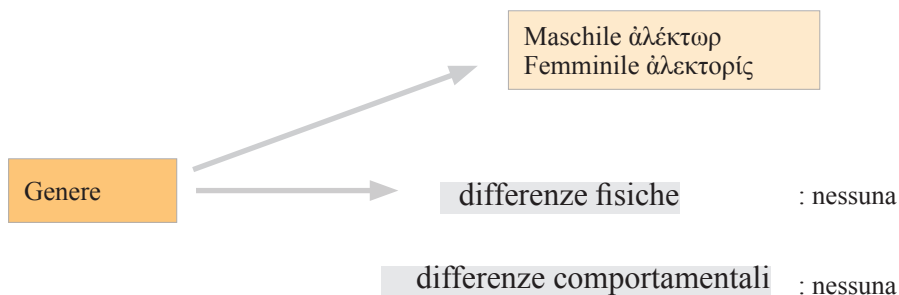 Maschile ἀλέκτωρ
Femminile ἀλεκτορίς
Genere
differenze fisiche : nessuna
differenze comportamentali : nessuna